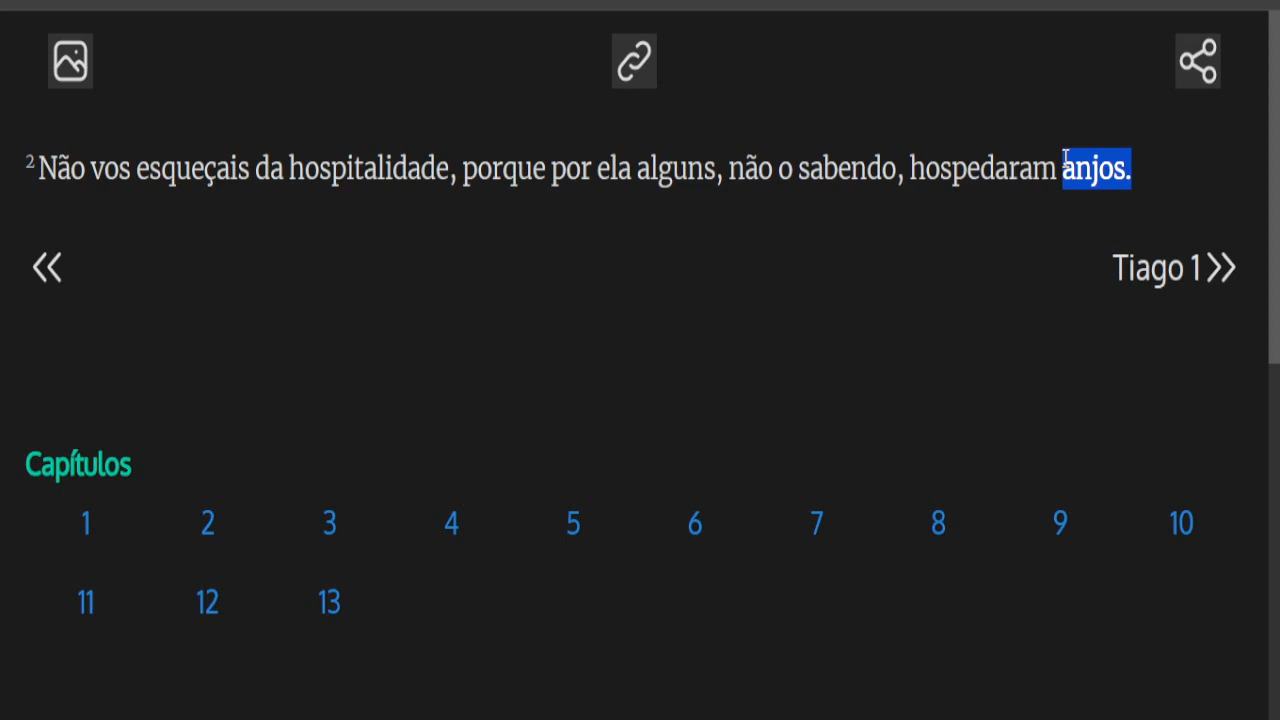 2 Não vos esqueçais da hospitalidade, porque por ela alguns, não o sabendo, hospedaram anjos.
Tiago 1
Capítulos
1 2 3 4 5 6 7 8 9 10
11 12 13